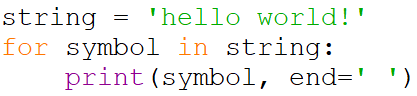 string = 'hello world!'
for symbol in string:
    print(symbol, end=' ')